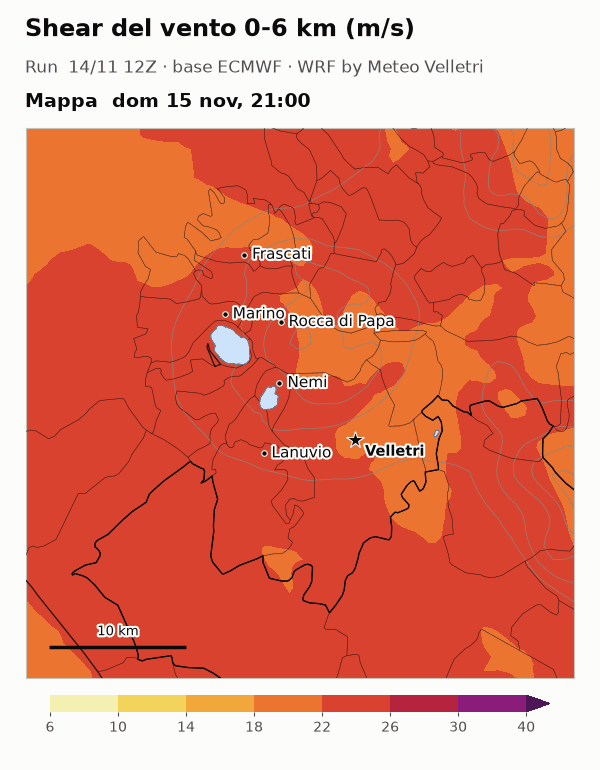 Shear del vento 0-6 km (m/s)
Run  14/11 12Z · base ECMWF · WRF by Meteo Velletri
Mappa  dom 15 nov, 21:00
Frascati
Marino
Rocca di Papa
Nemi
Velletri
Lanuvio
10 km
6 10 14 18 22 26 30 40